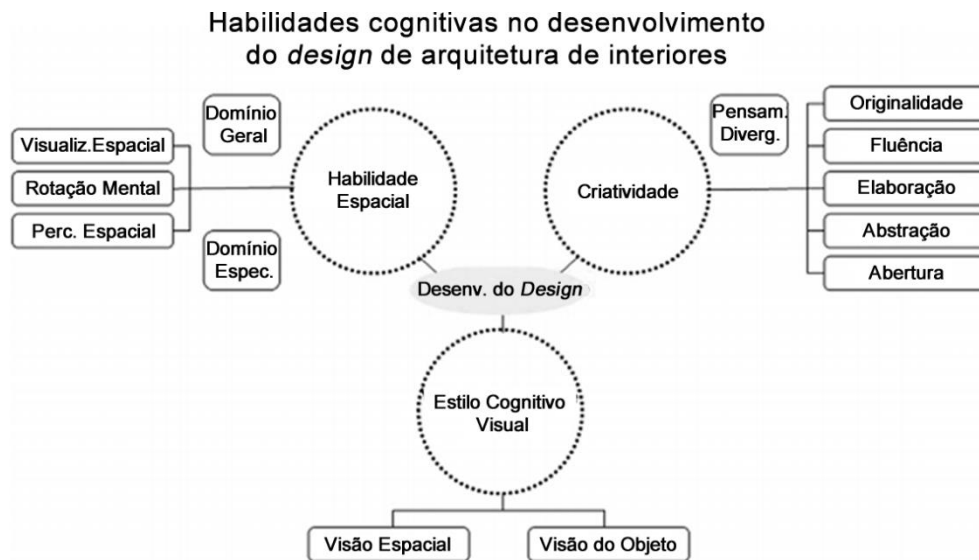 Habilidades cognitivas no desenvolvimento
do design de arquitetura de interiores
Domínio
Geral
Visualiz.Espacial
Rotação Mental
Perc. Espacial
Domínio
Espec.
Habilidade
Espacial
Pensam.
Diverg.
Criatividade
Originalidade
Fluência
Elaboração
Abstração
Abertura
Desenv. do Design
Estilo Cognitivo
Visual
Visão Espacial
Visão do Objeto